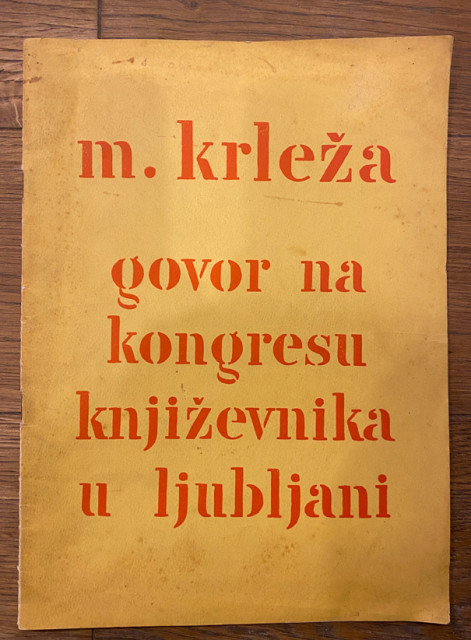 m. krleža
govor na
kongresu
književnika
u ljubljani